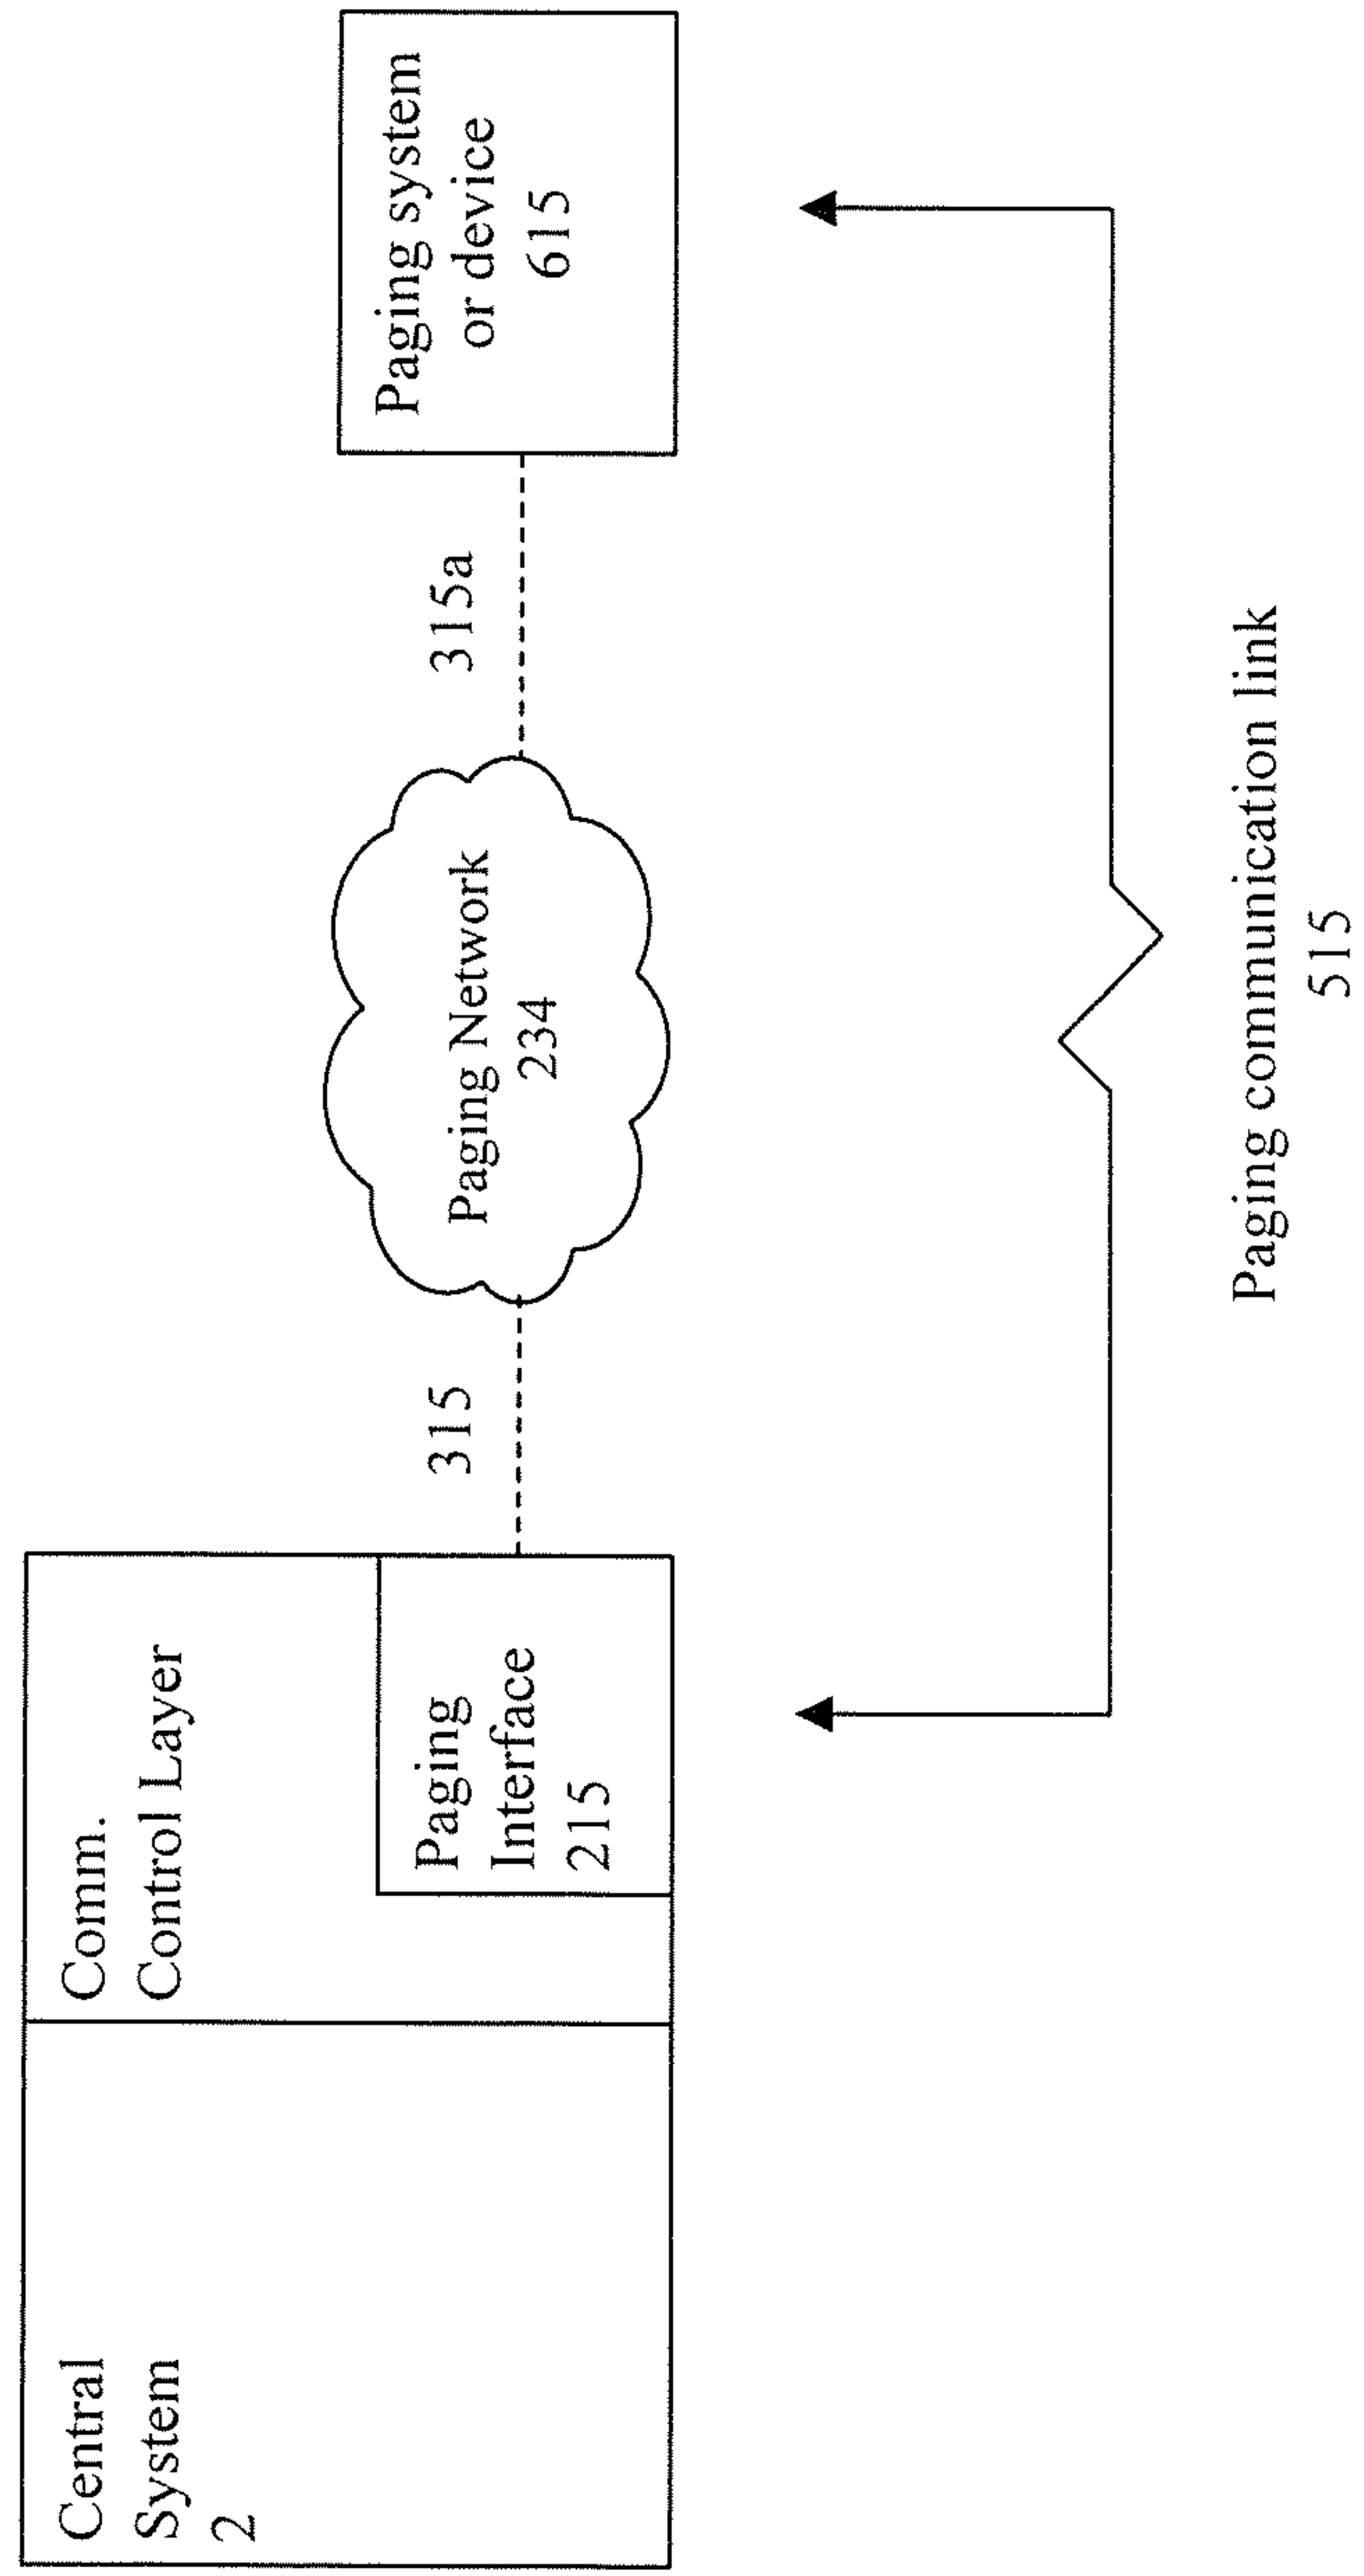 Central
System
2
Comm.
Control Layer
Paging
Interface
215
315
Paging Network
234
315a
Paging system
or device
615
Paging communication link
515